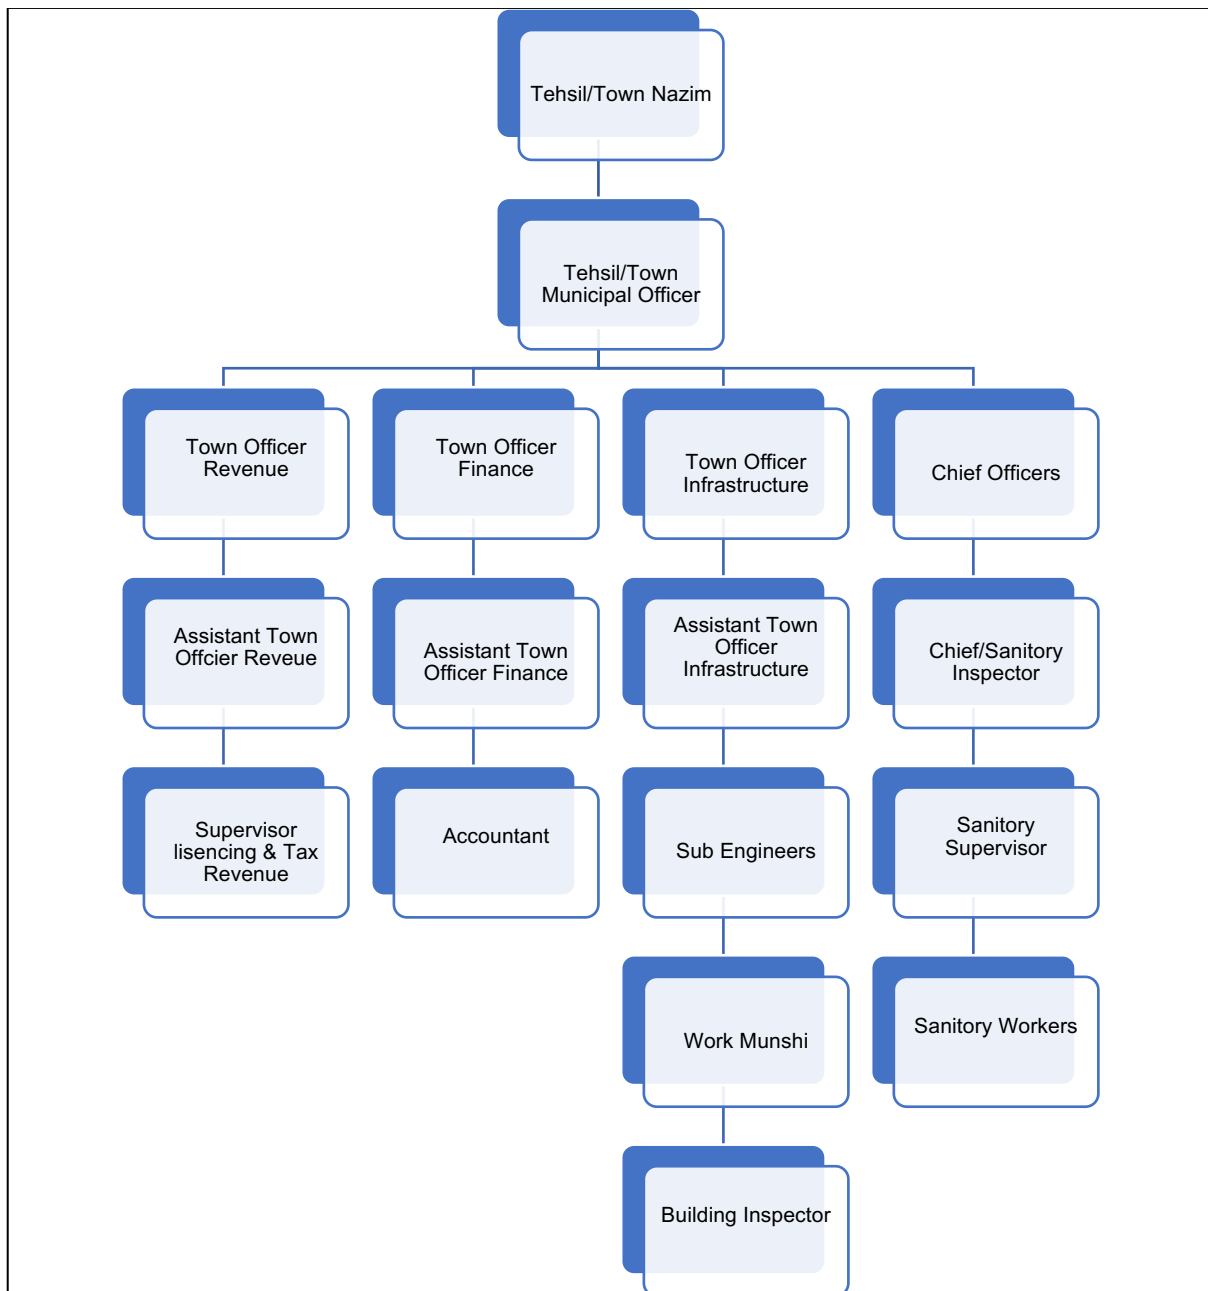 Tehsil/Town Nazim
Tehsil/Town
Municipal Officer
Town Officer
Revenue
Town Officer
Finance
Town Officer
Infrastructure
Chief Officers
Assistant Town
Offcier Reveue
Assistant Town
Officer Finance
Assistant Town
Officer
Infrastructure
Chief/Sanitory
Inspector
Supervisor
lisencing & Tax
Revenue
Accountant
Sub Engineers
Sanitory
Supervisor
Work Munshi
Sanitory Workers
Building Inspector